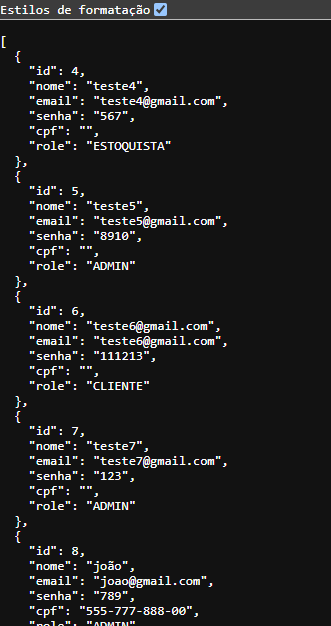 Estilos de formatação
[
{
"id": 4,
"nome": "teste4",
"email": "teste4@gmail.com",
"senha": "567",
"cpf": "",
"role": "ESTOQUISTA"
},
{
"id": 5,
"nome": "teste5",
"email": "teste5@gmail.com",
"senha": "8910",
"cpf": "",
"role": "ADMIN"
},
{
"id": 6,
"nome": "teste6@gmail.com",
"email": "teste6@gmail.com",
"senha": "111213",
"cpf": "",
"role": "CLIENTE"
},
{
"id": 7,
"nome": "teste7",
"email": "teste7@gmail.com",
"senha": "123",
"cpf": "",
"role": "ADMIN"
},
{
"id": 8,
"nome": "joão",
"email": "joao@gmail.com",
"senha": "789",
"cpf": "555-777-888-00",
"role": "ADMIN"